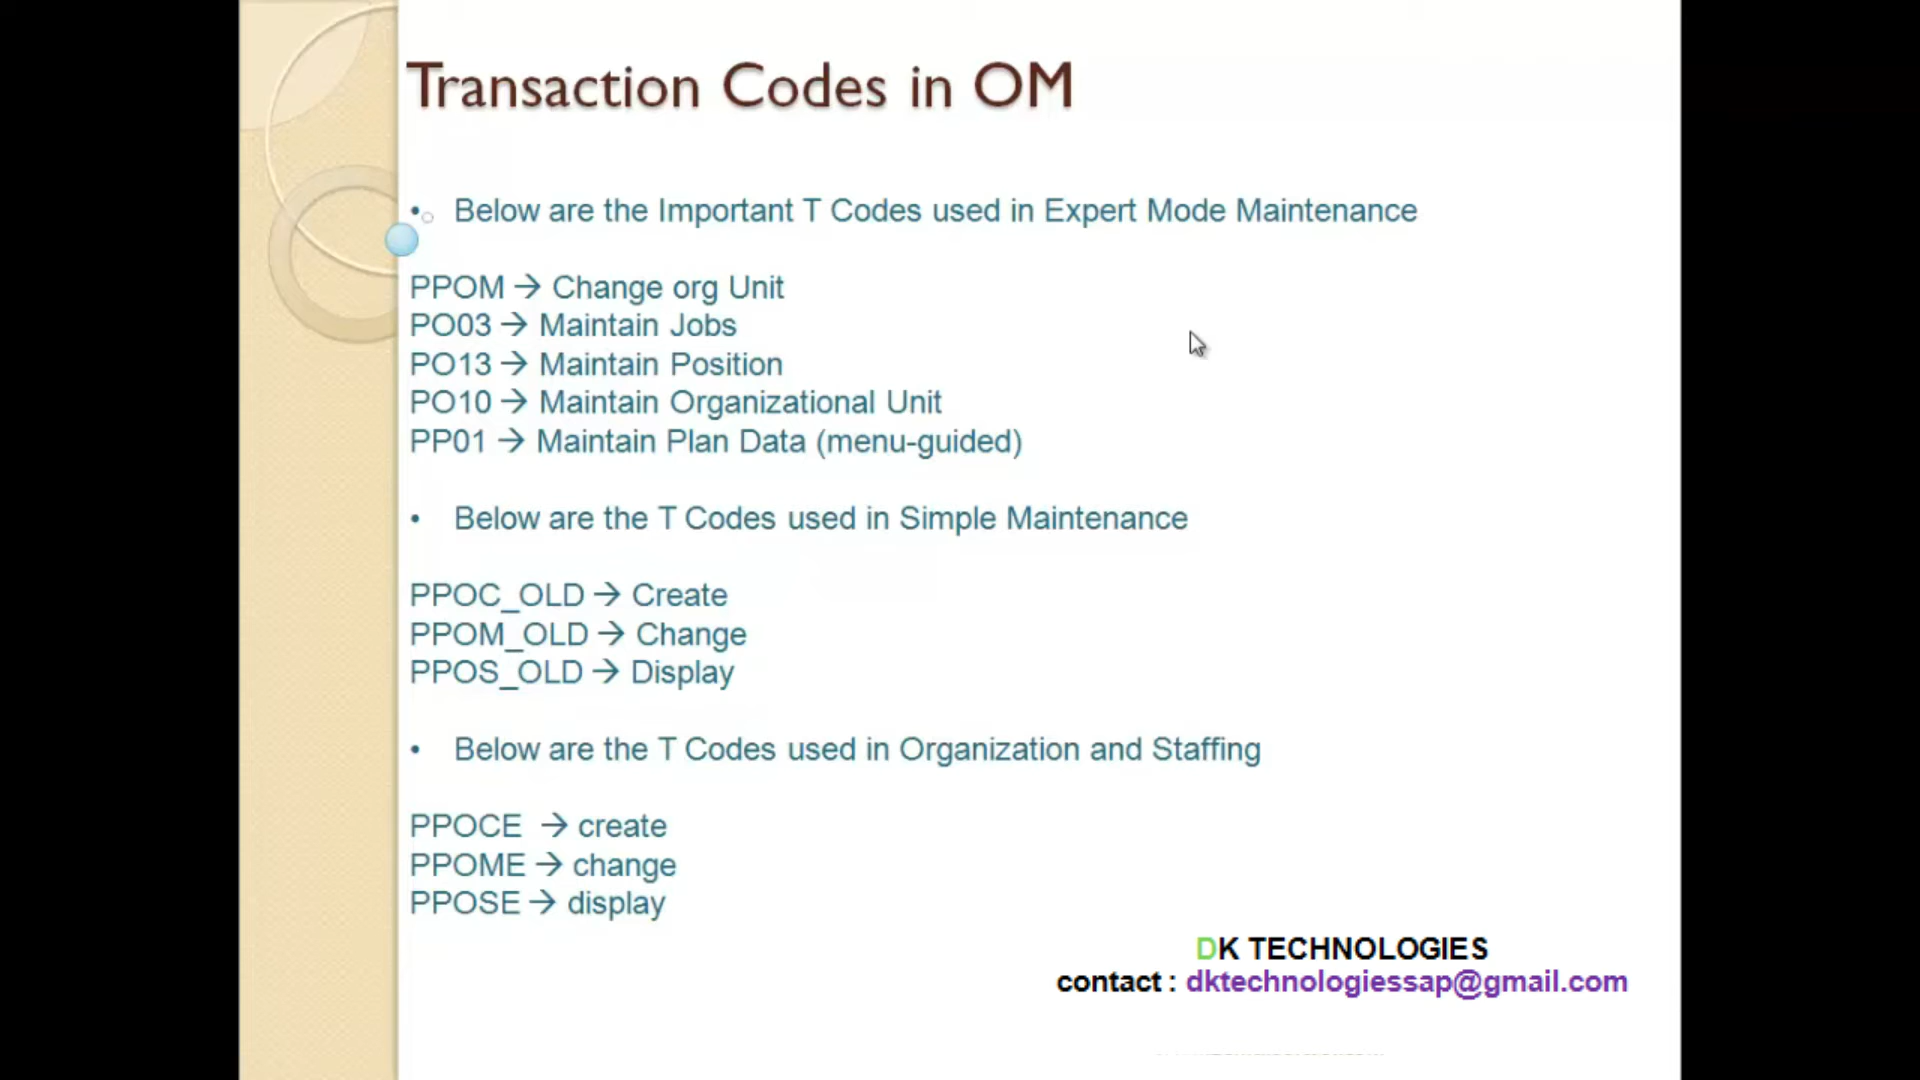 Transaction Codes in OM
• Below are the Important T Codes used in Expert Mode Maintenance
PPOM → Change org Unit
PO03 → Maintain Jobs
PO13 → Maintain Position
PO10 → Maintain Organizational Unit
PP01 → Maintain Plan Data (menu-guided)
• Below are the T Codes used in Simple Maintenance
PPOC_OLD → Create
PPOM_OLD → Change
PPOS_OLD → Display
• Below are the T Codes used in Organization and Staffing
PPOCE → create
PPOME → change
PPOSE → display
DK TECHNOLOGIES
contact : dktechnologiessap@gmail.com